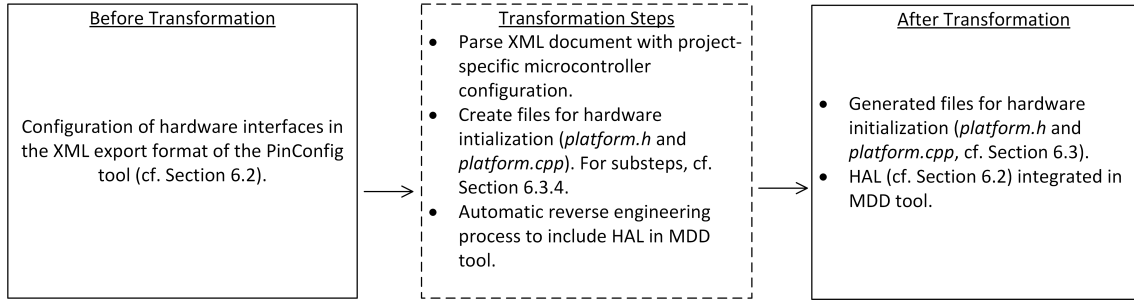 Before Transformation
Configuration of hardware interfaces in
the XML export format of the PinConfig
tool (cf. Section 6.2).
Transformation Steps
• Parse XML document with project-
specific microcontroller
configuration.
• Create files for hardware
intialization (platform.h and
platform.cpp). For substeps, cf.
Section 6.3.4.
• Automatic reverse engineering
process to include HAL in MDD
tool.
After Transformation
• Generated files for hardware
initialization (platform.h and
platform.cpp, cf. Section 6.3).
• HAL (cf. Section 6.2) integrated in
MDD tool.